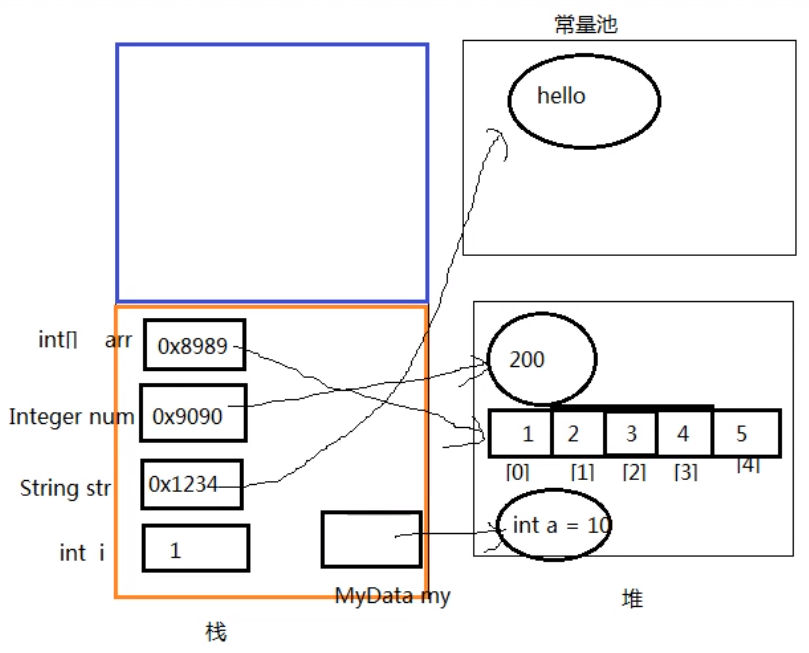 常量池
hello
int[] arr 0x8989
Integer num 0x9090
String str 0x1234
int i 1
MyData my
栈
200
1 2 3 4 5
[0] [1] [2] [3] [4]
int a = 10
堆